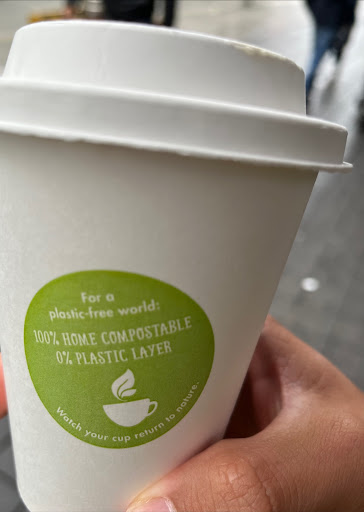 For a
plastic-free world:
100% HOME COMPOSTABLE
0% PLASTIC LAYER
Watch your cup return to nature.